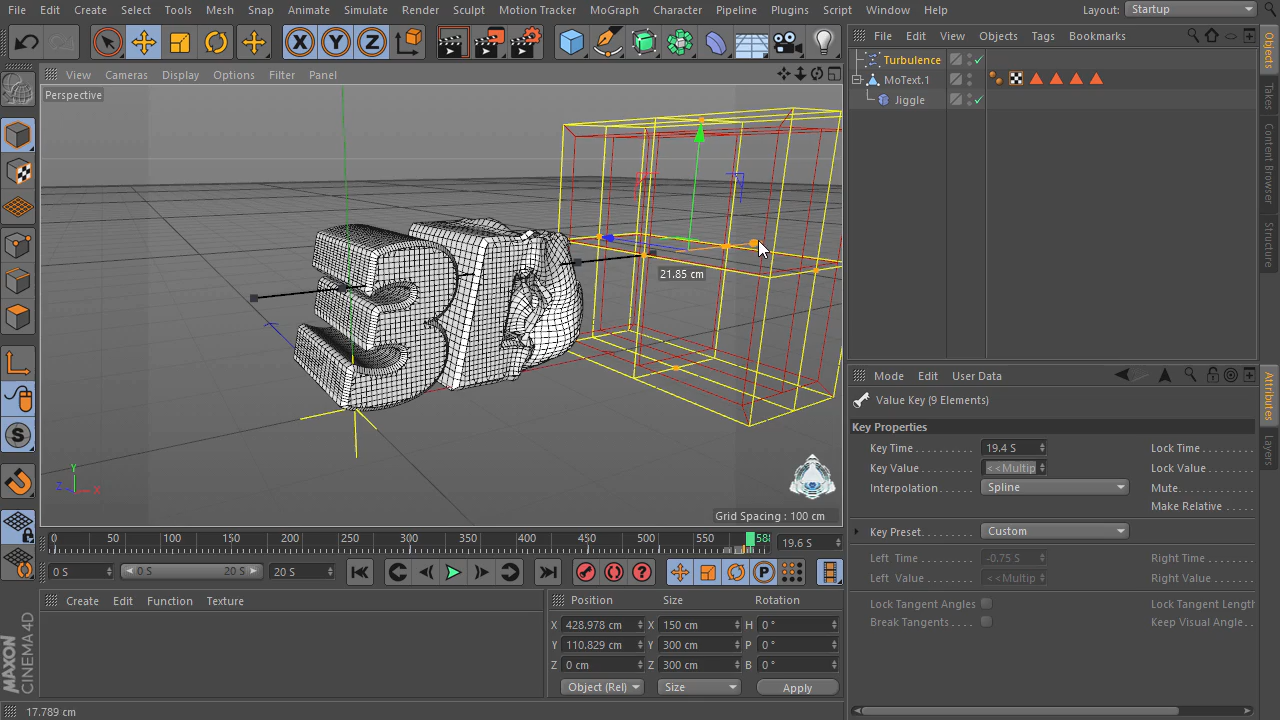 File Edit Create Select Tools Mesh Snap Animate Simulate Render Sculpt Motion Tracker MoGraph Character Pipeline Plugins Script Window Help Layout: Startup
X Y Z
File Edit View Objects Tags Bookmarks
View Cameras Display Options Filter Panel
Perspective
Turbulence
MoText.1
Jiggle
Objects
Takes
Content Browser
Structure
21.85 cm
Y
Z X
Grid Spacing : 100 cm
Mode Edit User Data
Value Key (9 Elements)
Key Properties
Key Time 19.4 S Lock Time
Key Value <<Multip Lock Value
Interpolation Spline Mute
Make Relative
Key Preset Custom
Left Time -0.75 S Right Time
Left Value <<Multip Right Value
Lock Tangent Angles Lock Tangent Length
Break Tangents Keep Visual Angle
Attributes
Layers
0 50 100 150 200 250 300 350 400 450 500 550 588 19.6 S
0 S 0 S 20 S 20 S
P
S
Create Edit Function Texture
Position Size Rotation
X 428.978 cm X 150 cm H 0 °
Y 110.829 cm Y 300 cm P 0 °
Z 0 cm Z 300 cm B 0 °
Object (Rel) Size Apply
MAXON
CINEMA 4D
17.789 cm